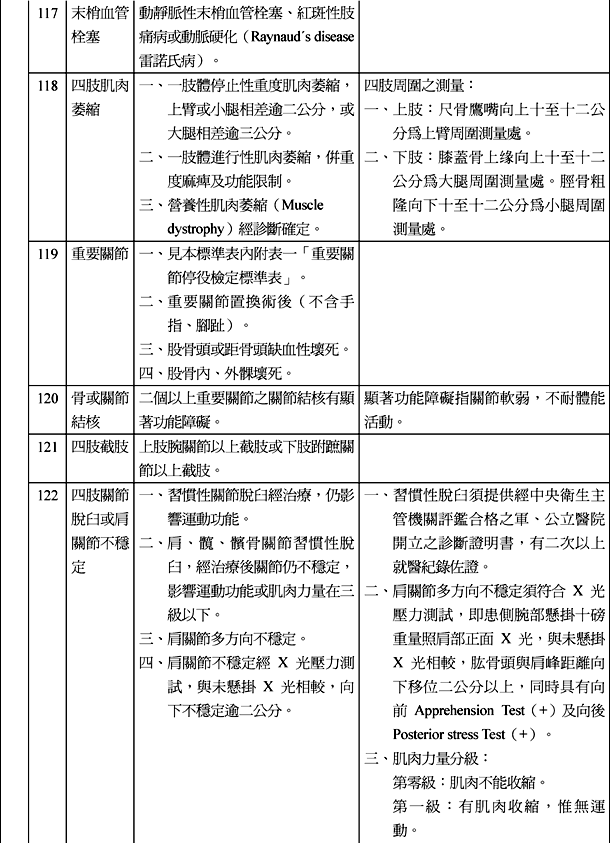 117 末梢血管栓塞
動靜脈性末梢血管栓塞、紅斑性肢
痛病或動脈硬化（Raynaud´s disease
雷諾氏病）。
118 四肢肌肉萎縮
一、一肢體停止性重度肌肉萎縮，
上臂或小腿相差逾二公分，或
大腿相差逾三公分。
二、一肢體進行性肌肉萎縮，併重
度麻痺及功能限制。
三、營養性肌肉萎縮（Muscle
dystrophy）經診斷確定。
四肢周圍之測量：
一、上肢：尺骨鷹嘴向上十至十二公
分爲上臂周圍測量處。
二、下肢：膝蓋骨上缘向上十至十二
公分爲大腿周圍測量處。脛骨粗
隆向下十至十二公分爲小腿周圍
測量處。
119 重要關節
一、見本標準表內附表一「重要關
節停役檢定標準表」。
二、重要關節置換術後（不含手
指、腳趾）。
三、股骨頭或距骨頭缺血性壞死。
四、股骨內、外髁壞死。
120 骨或關節結核
二個以上重要關節之關節結核有顯
著功能障礙。
顯著功能障礙指關節軟弱，不耐體能
活動。
121 四肢截肢
上肢腕關節以上截肢或下肢跗蹠關
節以上截肢。
122 四肢關節脫臼或肩關節不穩定
一、習慣性關節脫臼經治療，仍影
響運動功能。
二、肩、髖、髕骨關節習慣性脫
臼，經治療後關節仍不穩定，
影響運動功能或肌肉力量在三
級以下。
三、肩關節多方向不穩定。
四、肩關節不穩定經 X 光壓力測
試，與未懸掛 X 光相較，向
下不穩定逾二公分。
一、習慣性脫臼須提供經中央衛生主
管機關評鑑合格之軍、公立醫院
開立之診斷證明書，有二次以上
就醫紀錄佐證。
二、肩關節多方向不穩定須符合 X 光
壓力測試，即患側腕部懸掛十磅
重量照肩部正面 X 光，與未懸掛
X 光相較，肱骨頭與肩峰距離向
下移位二公分以上，同時具有向
前 Apprehension Test（+）及向後
Posterior stress Test（+）。
三、肌肉力量分級：
第零級：肌肉不能收縮。
第一級：有肌肉收縮，惟無運
動。